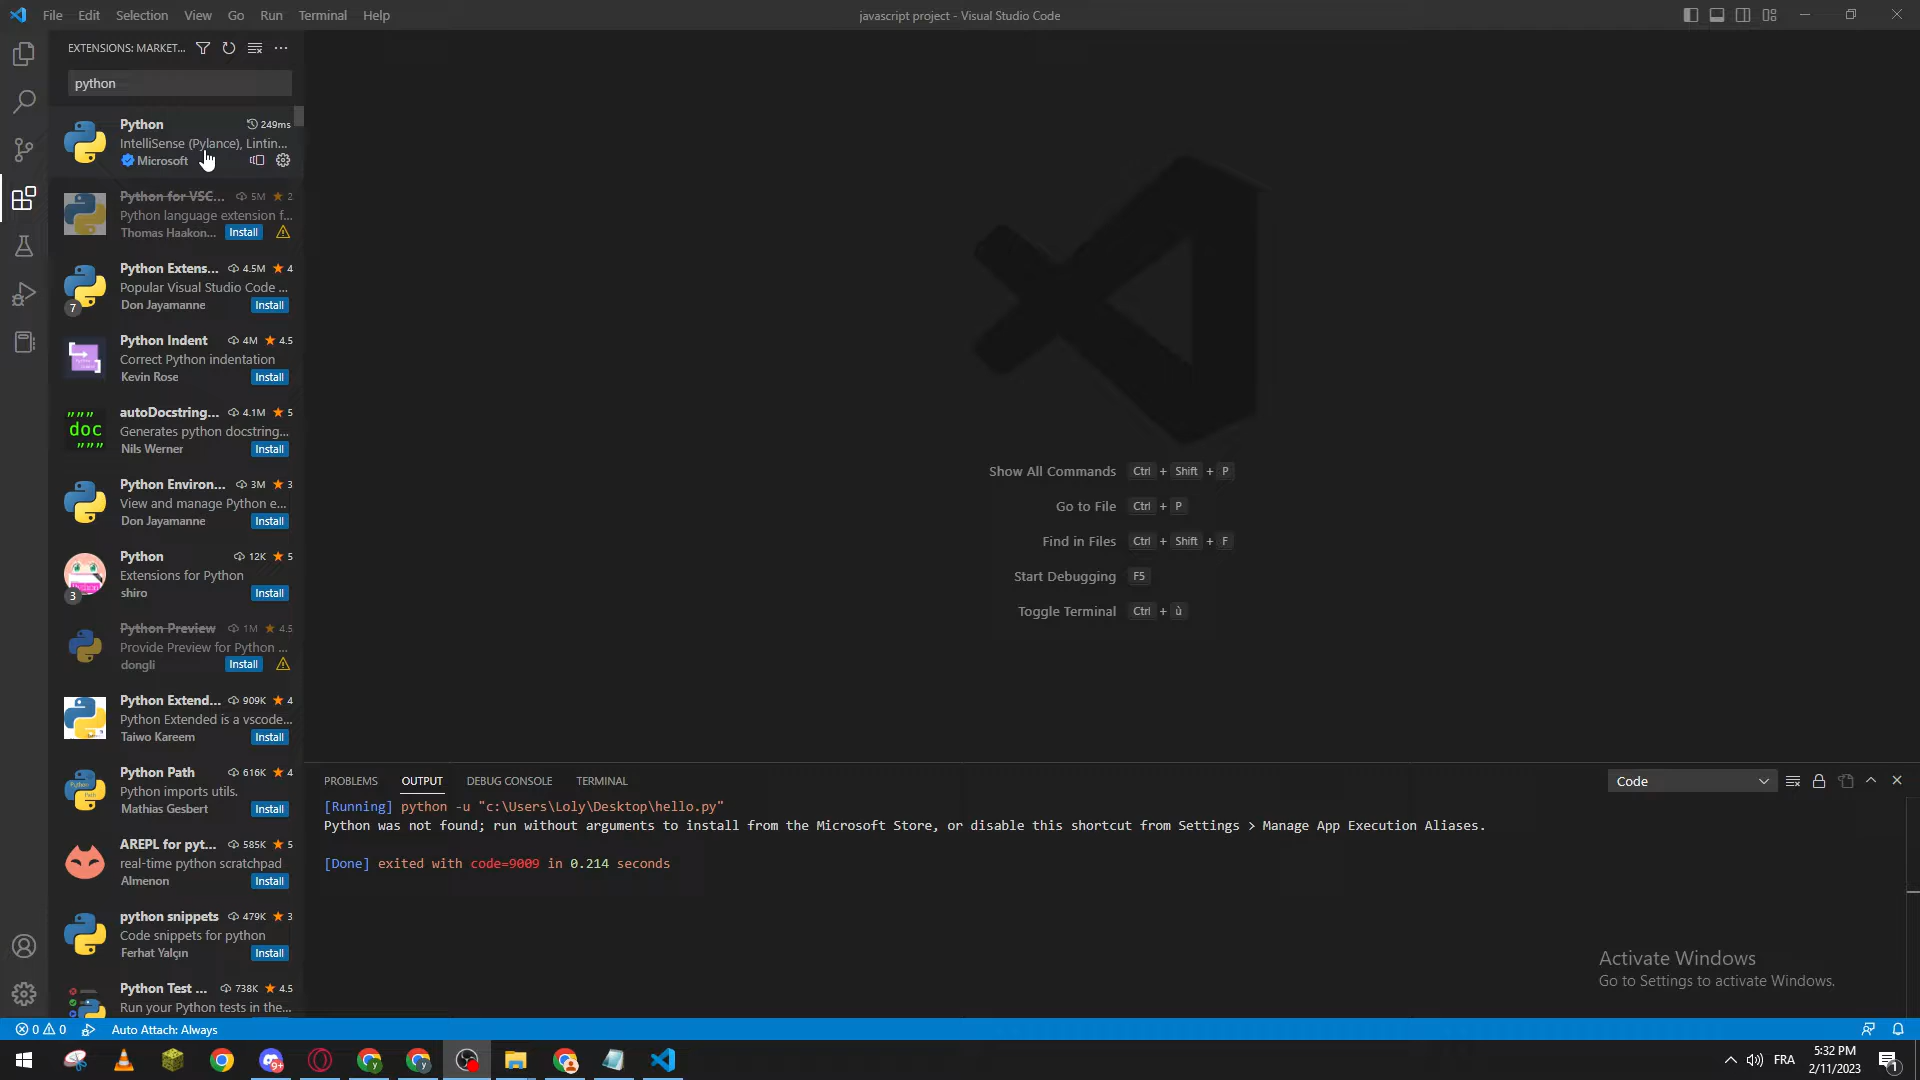 File Edit Selection View Go Run Terminal Help
javascript project - Visual Studio Code
EXTENSIONS: MARKET...
python
Python 249ms
IntelliSense (Pylance), Lintin...
Microsoft
Python for VSC... 5M 2
Python language extension f...
Thomas Haakon... Install
Python Extens... 4.5M 4
Popular Visual Studio Code ...
7
Don Jayamanne Install
Python Indent 4M 4.5
Correct Python indentation
Kevin Rose Install
autoDocstring... 4.1M 5
""" doc """
Generates python docstring...
Nils Werner Install
Python Environ... 3M 3
View and manage Python e...
Don Jayamanne Install
Python 12K 5
Extensions for Python
3
shiro Install
Python Preview 1M 4.5
Provide Preview for Python ...
dongli Install
Python Extend... 909K 4
Python Extended is a vscode...
Taiwo Kareem Install
Python Path 616K 4
Python imports utils.
Mathias Gesbert Install
AREPL for pyt... 585K 5
real-time python scratchpad
Almenon Install
python snippets 479K 3
Code snippets for python
Ferhat Yalçın Install
Python Test ... 738K 4.5
Run your Python tests in the...
Show All Commands Ctrl + Shift + P
Go to File Ctrl + P
Find in Files Ctrl + Shift + F
Start Debugging F5
Toggle Terminal Ctrl + ù
PROBLEMS OUTPUT DEBUG CONSOLE TERMINAL
Code
[Running] python -u "c:\Users\Loly\Desktop\hello.py"
Python was not found; run without arguments to install from the Microsoft Store, or disable this shortcut from Settings > Manage App Execution Aliases.
[Done] exited with code=9009 in 0.214 seconds
Activate Windows
Go to Settings to activate Windows.
0 0 Auto Attach: Always
9+
FRA
5:32 PM
2/11/2023
1